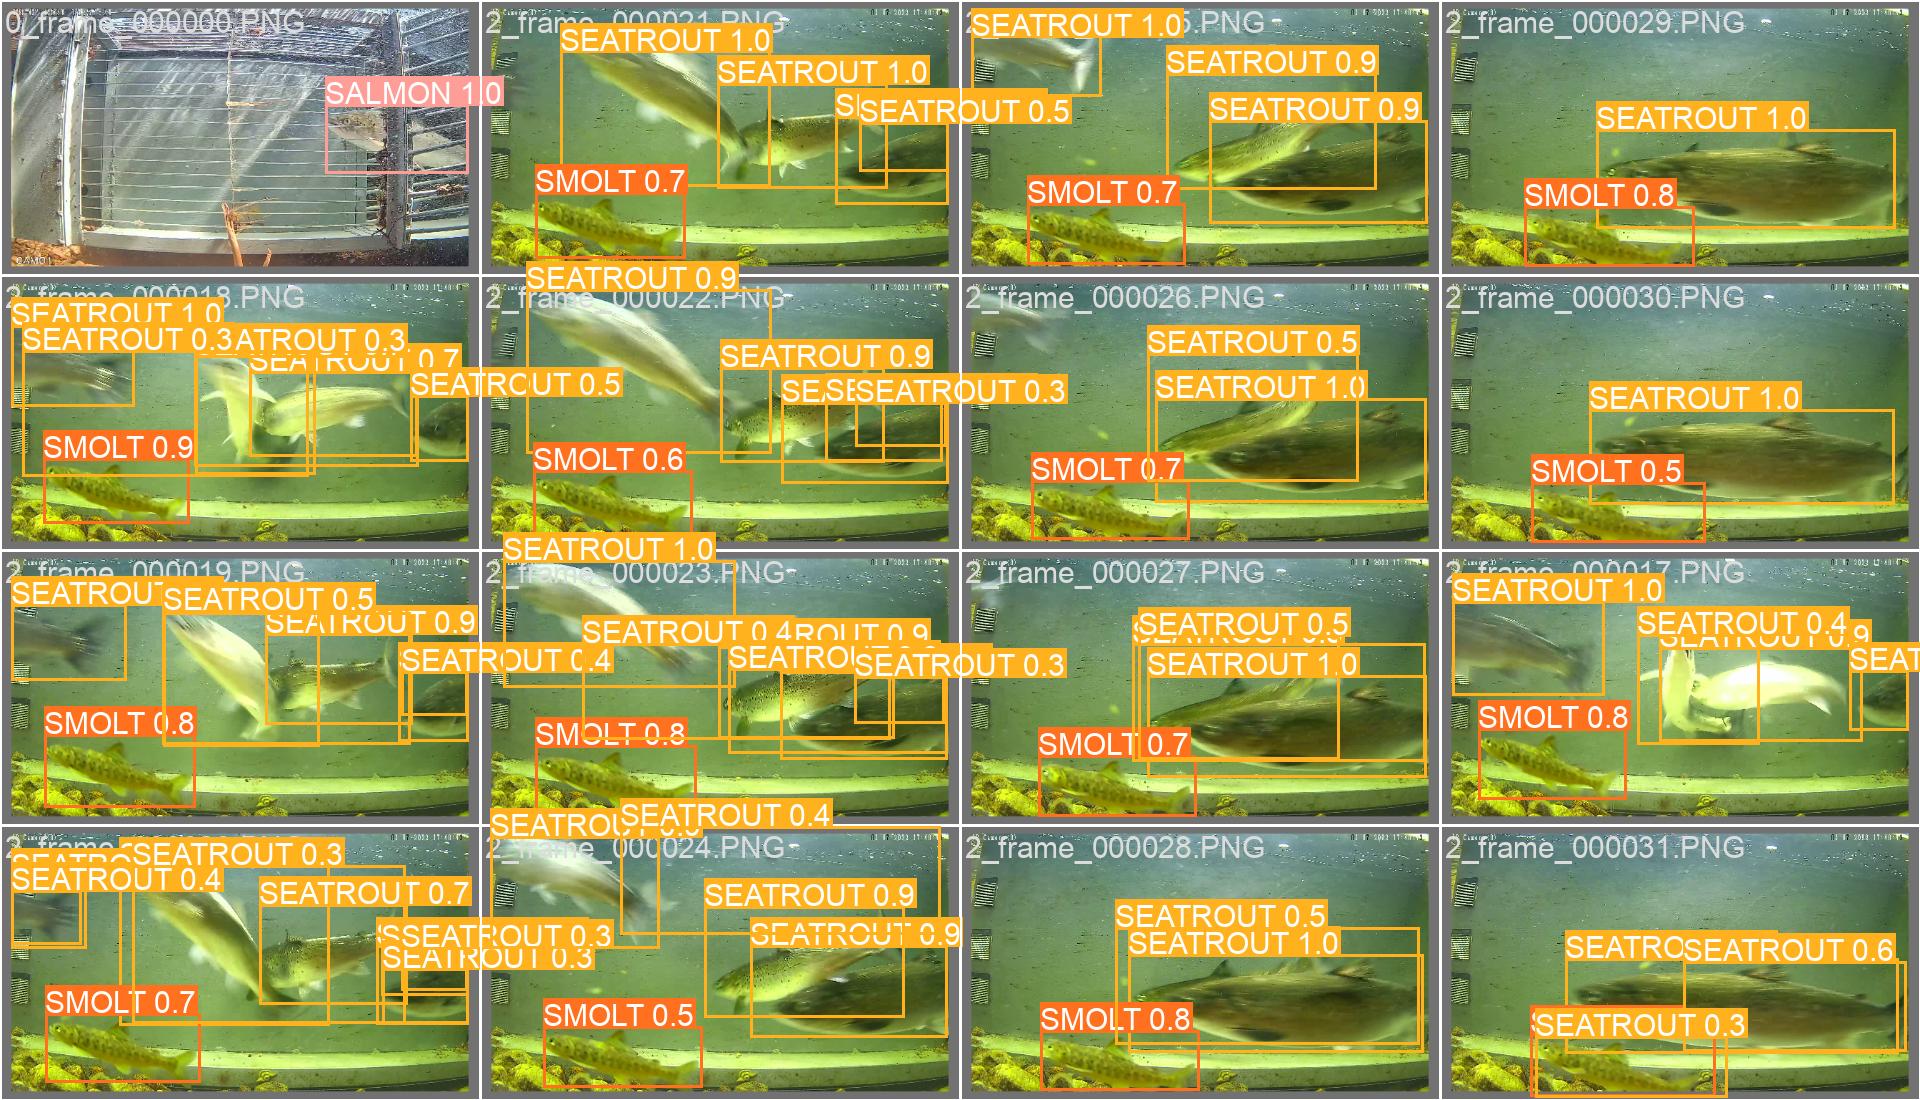 0_frame_000000.PNG
SALMON 1.0
CAM01
2_frame_000021.PNG
SEATROUT 1.0
SEATROUT 1.0
SEATROUT 0.5
SMOLT 0.7
SEATROUT 1.0
5.PNG
SEATROUT 0.9
SEATROUT 0.9
SMOLT 0.7
2_frame_000029.PNG
SEATROUT 1.0
SMOLT 0.8
2_frame_000018.PNG
SEATROUT 1.0
SEATROUT 0.3
ATROUT 0.3
SEATROUT 0.7
SEATROUT 0.5
SMOLT 0.9
SEATROUT 0.9
2_frame_000022.PNG
SEATROUT 0.9
SEATROUT 0.3
SMOLT 0.6
2_frame_000026.PNG
SEATROUT 0.5
SEATROUT 1.0
SMOLT 0.7
2_frame_000030.PNG
SEATROUT 1.0
SMOLT 0.5
2_frame_000019.PNG
SEATROUT
SEATROUT 0.5
SEATROUT 0.9
SEATROUT 0.4
SMOLT 0.8
SEATROUT 1.0
2_frame_000023.PNG
SEATROUT 0.4
ROUT 0.9
SEATROU
SEATROUT 0.3
SMOLT 0.8
2_frame_000027.PNG
SEATROUT 0.5
SEATROUT 1.0
SMOLT 0.7
2_frame_000017.PNG
SEATROUT 1.0
SEATROUT 0.4
SEAT
SMOLT 0.8
SEATROUT 0.3
SEATROUT 0.4
SEATROUT 0.7
SEATROUT 0.3
SEATROUT 0.3
SMOLT 0.7
SEATROUT 0.4
2_frame_000024.PNG
SEATROUT 0.9
SEATROUT 0.9
SMOLT 0.5
2_frame_000028.PNG
SEATROUT 0.5
SEATROUT 1.0
SMOLT 0.8
2_frame_000031.PNG
SEATRO
SEATROUT 0.6
SEATROUT 0.3